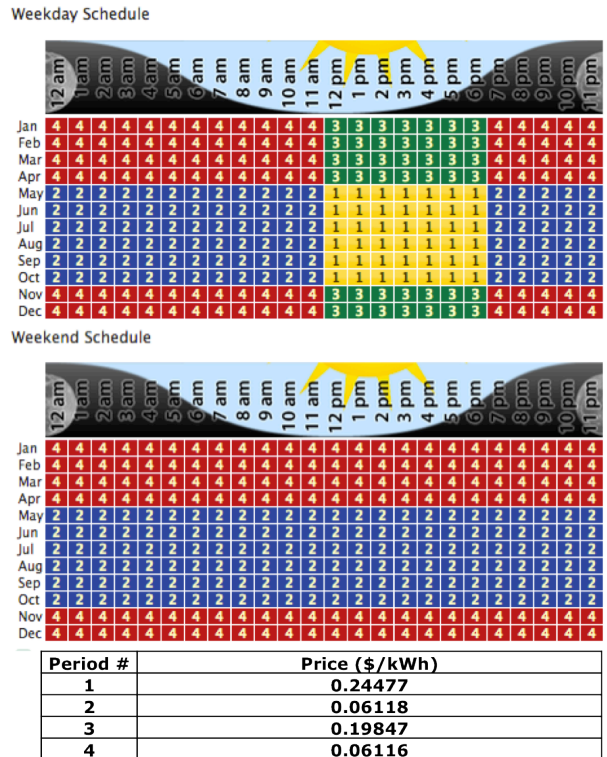 Weekday Schedule
12 am 1 am 2 am 3 am 4 am 5 am 6 am 7 am 8 am 9 am 10 am 11 am 12 pm 1 pm 2 pm 3 pm 4 pm 5 pm 6 pm 7 pm 8 pm 9 pm 10 pm 11 pm
Jan 4 4 4 4 4 4 4 4 4 4 4 4 3 3 3 3 3 3 3 4 4 4 4 4
Feb 4 4 4 4 4 4 4 4 4 4 4 4 3 3 3 3 3 3 3 4 4 4 4 4
Mar 4 4 4 4 4 4 4 4 4 4 4 4 3 3 3 3 3 3 3 4 4 4 4 4
Apr 4 4 4 4 4 4 4 4 4 4 4 4 3 3 3 3 3 3 3 4 4 4 4 4
May 2 2 2 2 2 2 2 2 2 2 2 2 1 1 1 1 1 1 1 2 2 2 2 2
Jun 2 2 2 2 2 2 2 2 2 2 2 2 1 1 1 1 1 1 1 2 2 2 2 2
Jul 2 2 2 2 2 2 2 2 2 2 2 2 1 1 1 1 1 1 1 2 2 2 2 2
Aug 2 2 2 2 2 2 2 2 2 2 2 2 1 1 1 1 1 1 1 2 2 2 2 2
Sep 2 2 2 2 2 2 2 2 2 2 2 2 1 1 1 1 1 1 1 2 2 2 2 2
Oct 2 2 2 2 2 2 2 2 2 2 2 2 1 1 1 1 1 1 1 2 2 2 2 2
Nov 4 4 4 4 4 4 4 4 4 4 4 4 3 3 3 3 3 3 3 4 4 4 4 4
Dec 4 4 4 4 4 4 4 4 4 4 4 4 3 3 3 3 3 3 3 4 4 4 4 4
Weekend Schedule
12 am 1 am 2 am 3 am 4 am 5 am 6 am 7 am 8 am 9 am 10 am 11 am 12 pm 1 pm 2 pm 3 pm 4 pm 5 pm 6 pm 7 pm 8 pm 9 pm 10 pm 11 pm
Jan 4 4 4 4 4 4 4 4 4 4 4 4 4 4 4 4 4 4 4 4 4 4 4 4
Feb 4 4 4 4 4 4 4 4 4 4 4 4 4 4 4 4 4 4 4 4 4 4 4 4
Mar 4 4 4 4 4 4 4 4 4 4 4 4 4 4 4 4 4 4 4 4 4 4 4 4
Apr 4 4 4 4 4 4 4 4 4 4 4 4 4 4 4 4 4 4 4 4 4 4 4 4
May 2 2 2 2 2 2 2 2 2 2 2 2 2 2 2 2 2 2 2 2 2 2 2 2
Jun 2 2 2 2 2 2 2 2 2 2 2 2 2 2 2 2 2 2 2 2 2 2 2 2
Jul 2 2 2 2 2 2 2 2 2 2 2 2 2 2 2 2 2 2 2 2 2 2 2 2
Aug 2 2 2 2 2 2 2 2 2 2 2 2 2 2 2 2 2 2 2 2 2 2 2 2
Sep 2 2 2 2 2 2 2 2 2 2 2 2 2 2 2 2 2 2 2 2 2 2 2 2
Oct 2 2 2 2 2 2 2 2 2 2 2 2 2 2 2 2 2 2 2 2 2 2 2 2
Nov 4 4 4 4 4 4 4 4 4 4 4 4 4 4 4 4 4 4 4 4 4 4 4 4
Dec 4 4 4 4 4 4 4 4 4 4 4 4 4 4 4 4 4 4 4 4 4 4 4 4
Period # Price ($/kWh)
1 0.24477
2 0.06118
3 0.19847
4 0.06116